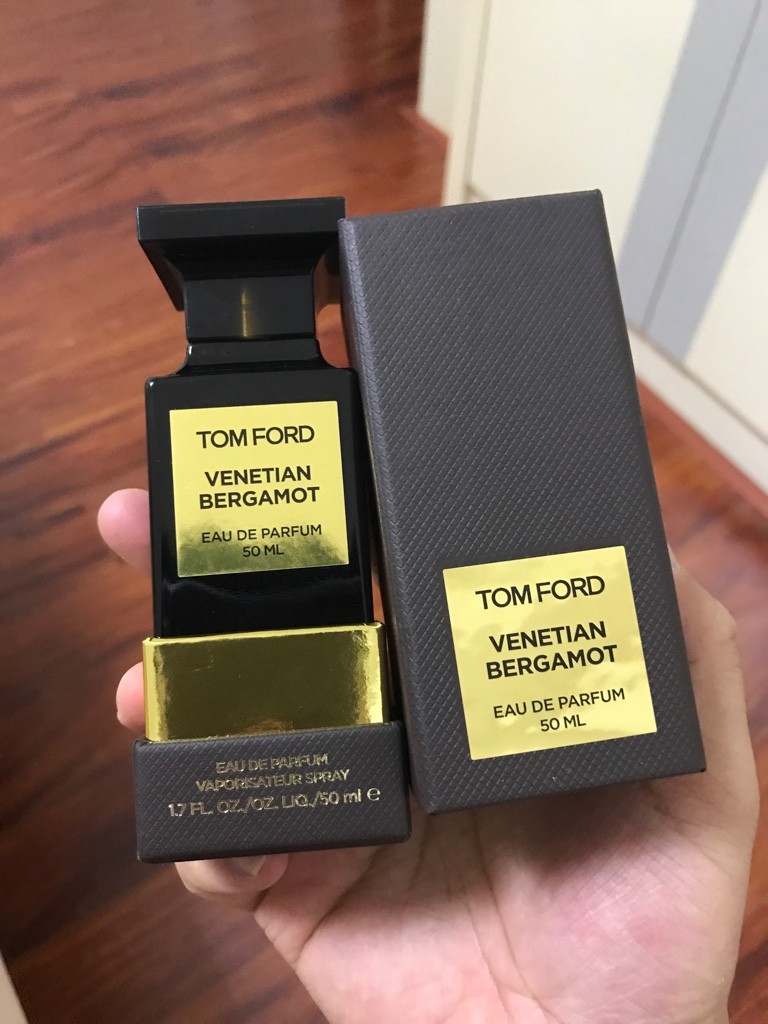 TOM FORD
VENETIAN
BERGAMOT
EAU DE PARFUM
50 ML
EAU DE PARFUM
VAPORISATEUR SPRAY
1.7 FL. OZ./OZ. LIQ./50 ml ℮
TOM FORD
VENETIAN
BERGAMOT
EAU DE PARFUM
50 ML